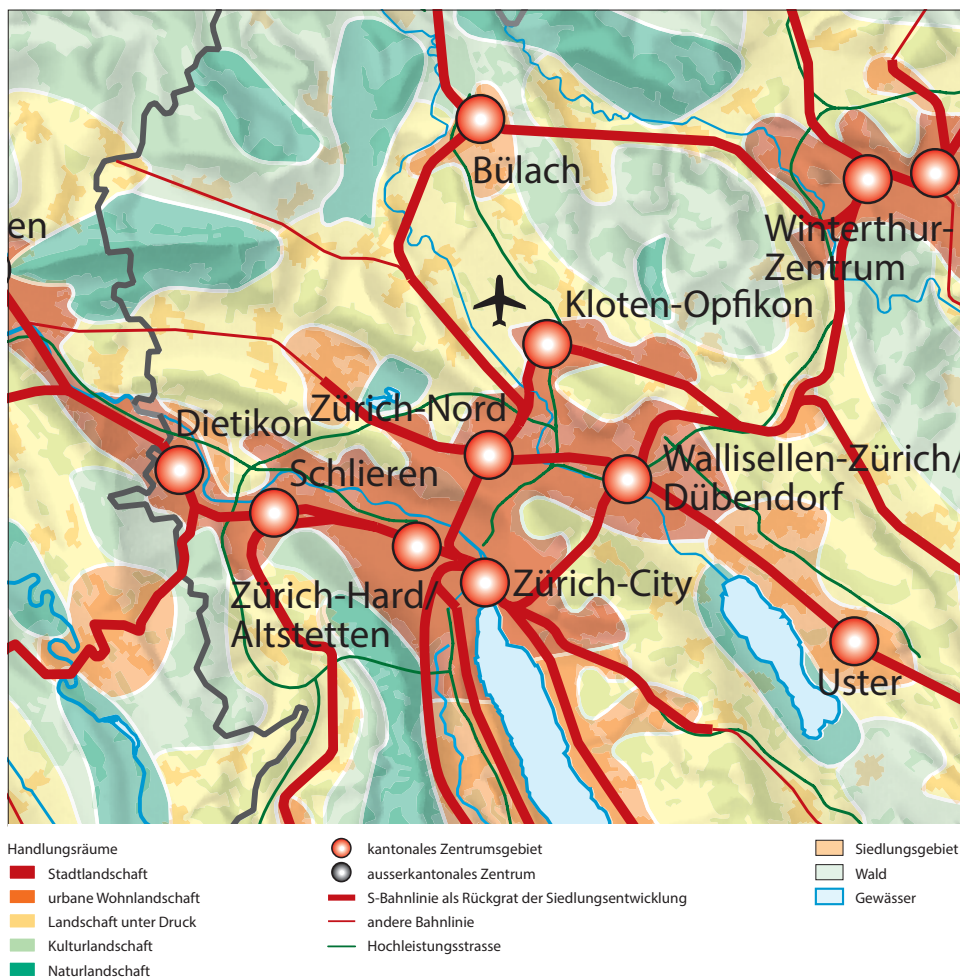 Bülach
en
Winterthur-
Zentrum
Kloten-Opfikon
Zürich-Nord
Dietikon
Schlieren
Wallisellen-Zürich/
Dübendorf
Zürich-Hard/
Altstetten
Zürich-City
Uster
Handlungsräume
Stadtlandschaft
urbane Wohnlandschaft
Landschaft unter Druck
Kulturlandschaft
Naturlandschaft
kantonales Zentrumsgebiet
ausserkantonales Zentrum
S-Bahnlinie als Rückgrat der Siedlungsentwicklung
andere Bahnlinie
Hochleistungsstrasse
Siedlungsgebiet
Wald
Gewässer